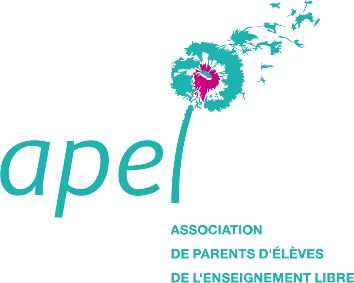 apel
ASSOCIATION
DE PARENTS D'ÉLÈVES
DE L'ENSEIGNEMENT LIBRE